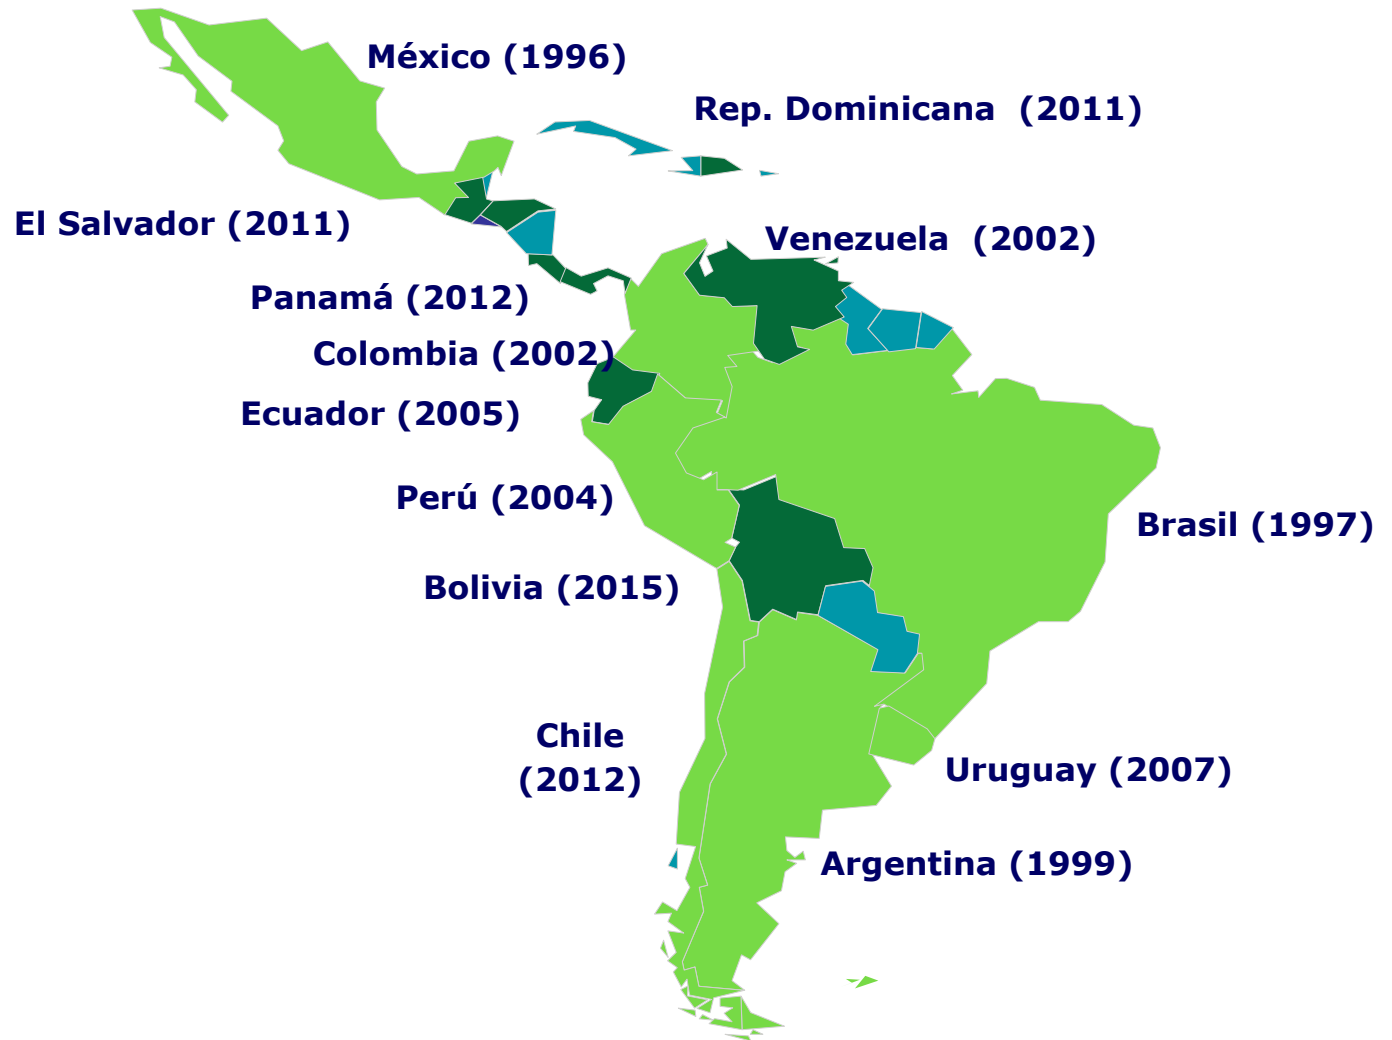 México (1996)
Rep. Dominicana  (2011)
El Salvador (2011)
Venezuela  (2002)
Panamá (2012)
Colombia (2002)
Ecuador (2005)
Perú (2004)
Brasil (1997)
Bolivia (2015)
Chile
(2012)
Uruguay (2007)
Argentina (1999)